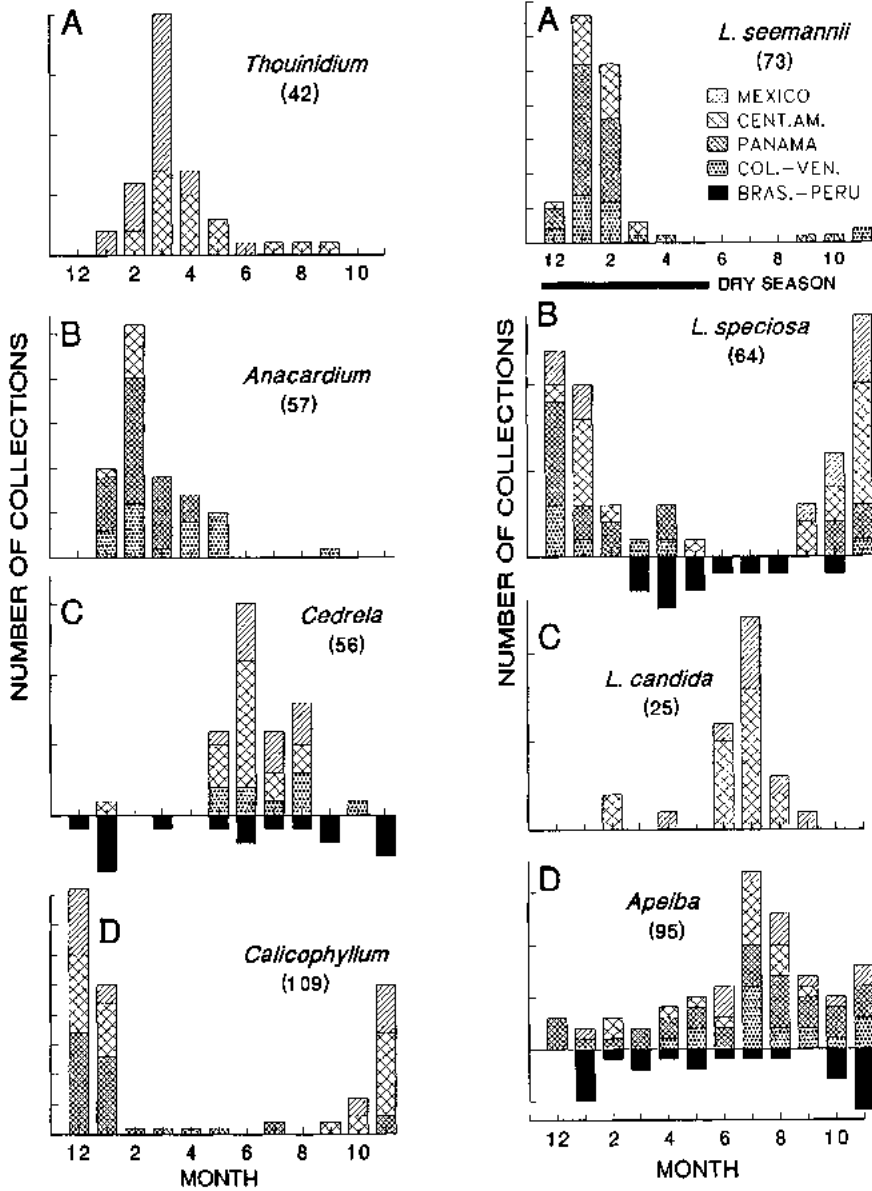 A
Thouinidium
(42)
12 2 4 6 8 10
B
Anacardium
(57)
C
Cedrela
(56)
D
Calicophyllum
(109)
12 2 4 6 8 10
MONTH
NUMBER OF COLLECTIONS
A
L. seemannii
(73)
MEXICO
CENT.AM.
PANAMA
COL.-VEN.
BRAS.-PERU
12 2 4 6 8 10
DRY SEASON
B
L. speciosa
(64)
C
L. candida
(25)
D
Apeiba
(95)
12 2 4 6 8 10
MONTH
NUMBER OF COLLECTIONS